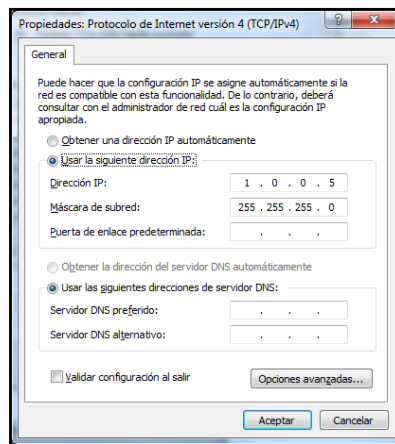 Propiedades: Protocolo de Internet versión 4 (TCP/IPv4)
General
Puede hacer que la configuración IP se asigne automáticamente si la
red es compatible con esta funcionalidad. De lo contrario, deberá
consultar con el administrador de red cuál es la configuración IP
apropiada.
Obtener una dirección IP automáticamente
Usar la siguiente dirección IP:
Dirección IP: 1 . 0 . 0 . 5
Máscara de subred: 255 . 255 . 255 . 0
Puerta de enlace predeterminada: . . .
Obtener la dirección del servidor DNS automáticamente
Usar las siguientes direcciones de servidor DNS:
Servidor DNS preferido: . . .
Servidor DNS alternativo: . . .
Validar configuración al salir
Opciones avanzadas...
Aceptar Cancelar